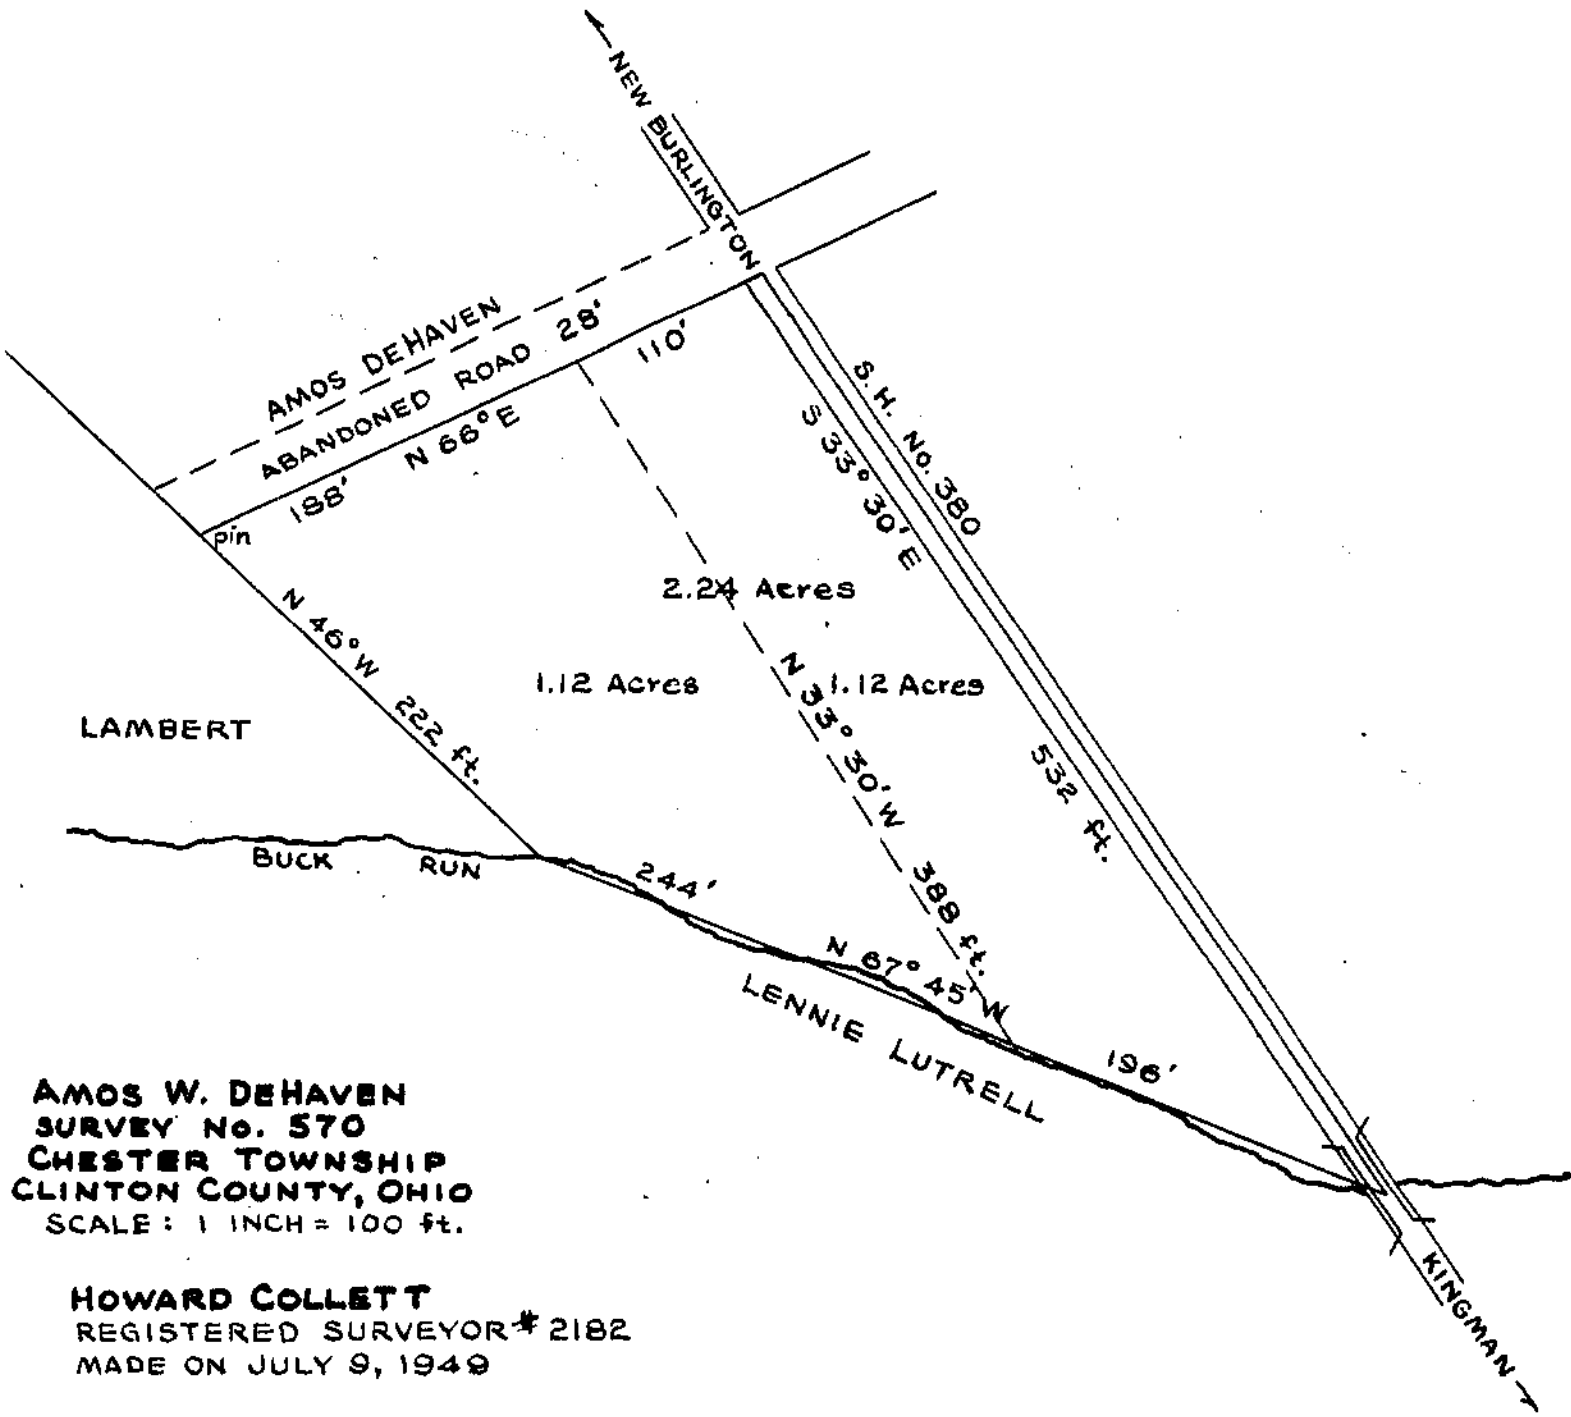 NEW BURLINGTON
AMOS DEHAVEN
ABANDONED ROAD 28'
110'
N 66° E
188'
pin
S. H. No. 380
S 33° 30' E
532 ft.
2.24 Acres
1.12 Acres
1.12 Acres
N 33° 30' W 388 ft.
N 46° W 222 ft.
LAMBERT
BUCK RUN
244'
N 67° 45' W
196'
LENNIE LUTRELL
KINGMAN
AMOS W. DEHAVEN
SURVEY No. 570
CHESTER TOWNSHIP
CLINTON COUNTY, OHIO
SCALE: 1 INCH = 100 ft.
HOWARD COLLETT
REGISTERED SURVEYOR # 2182
MADE ON JULY 9, 1949